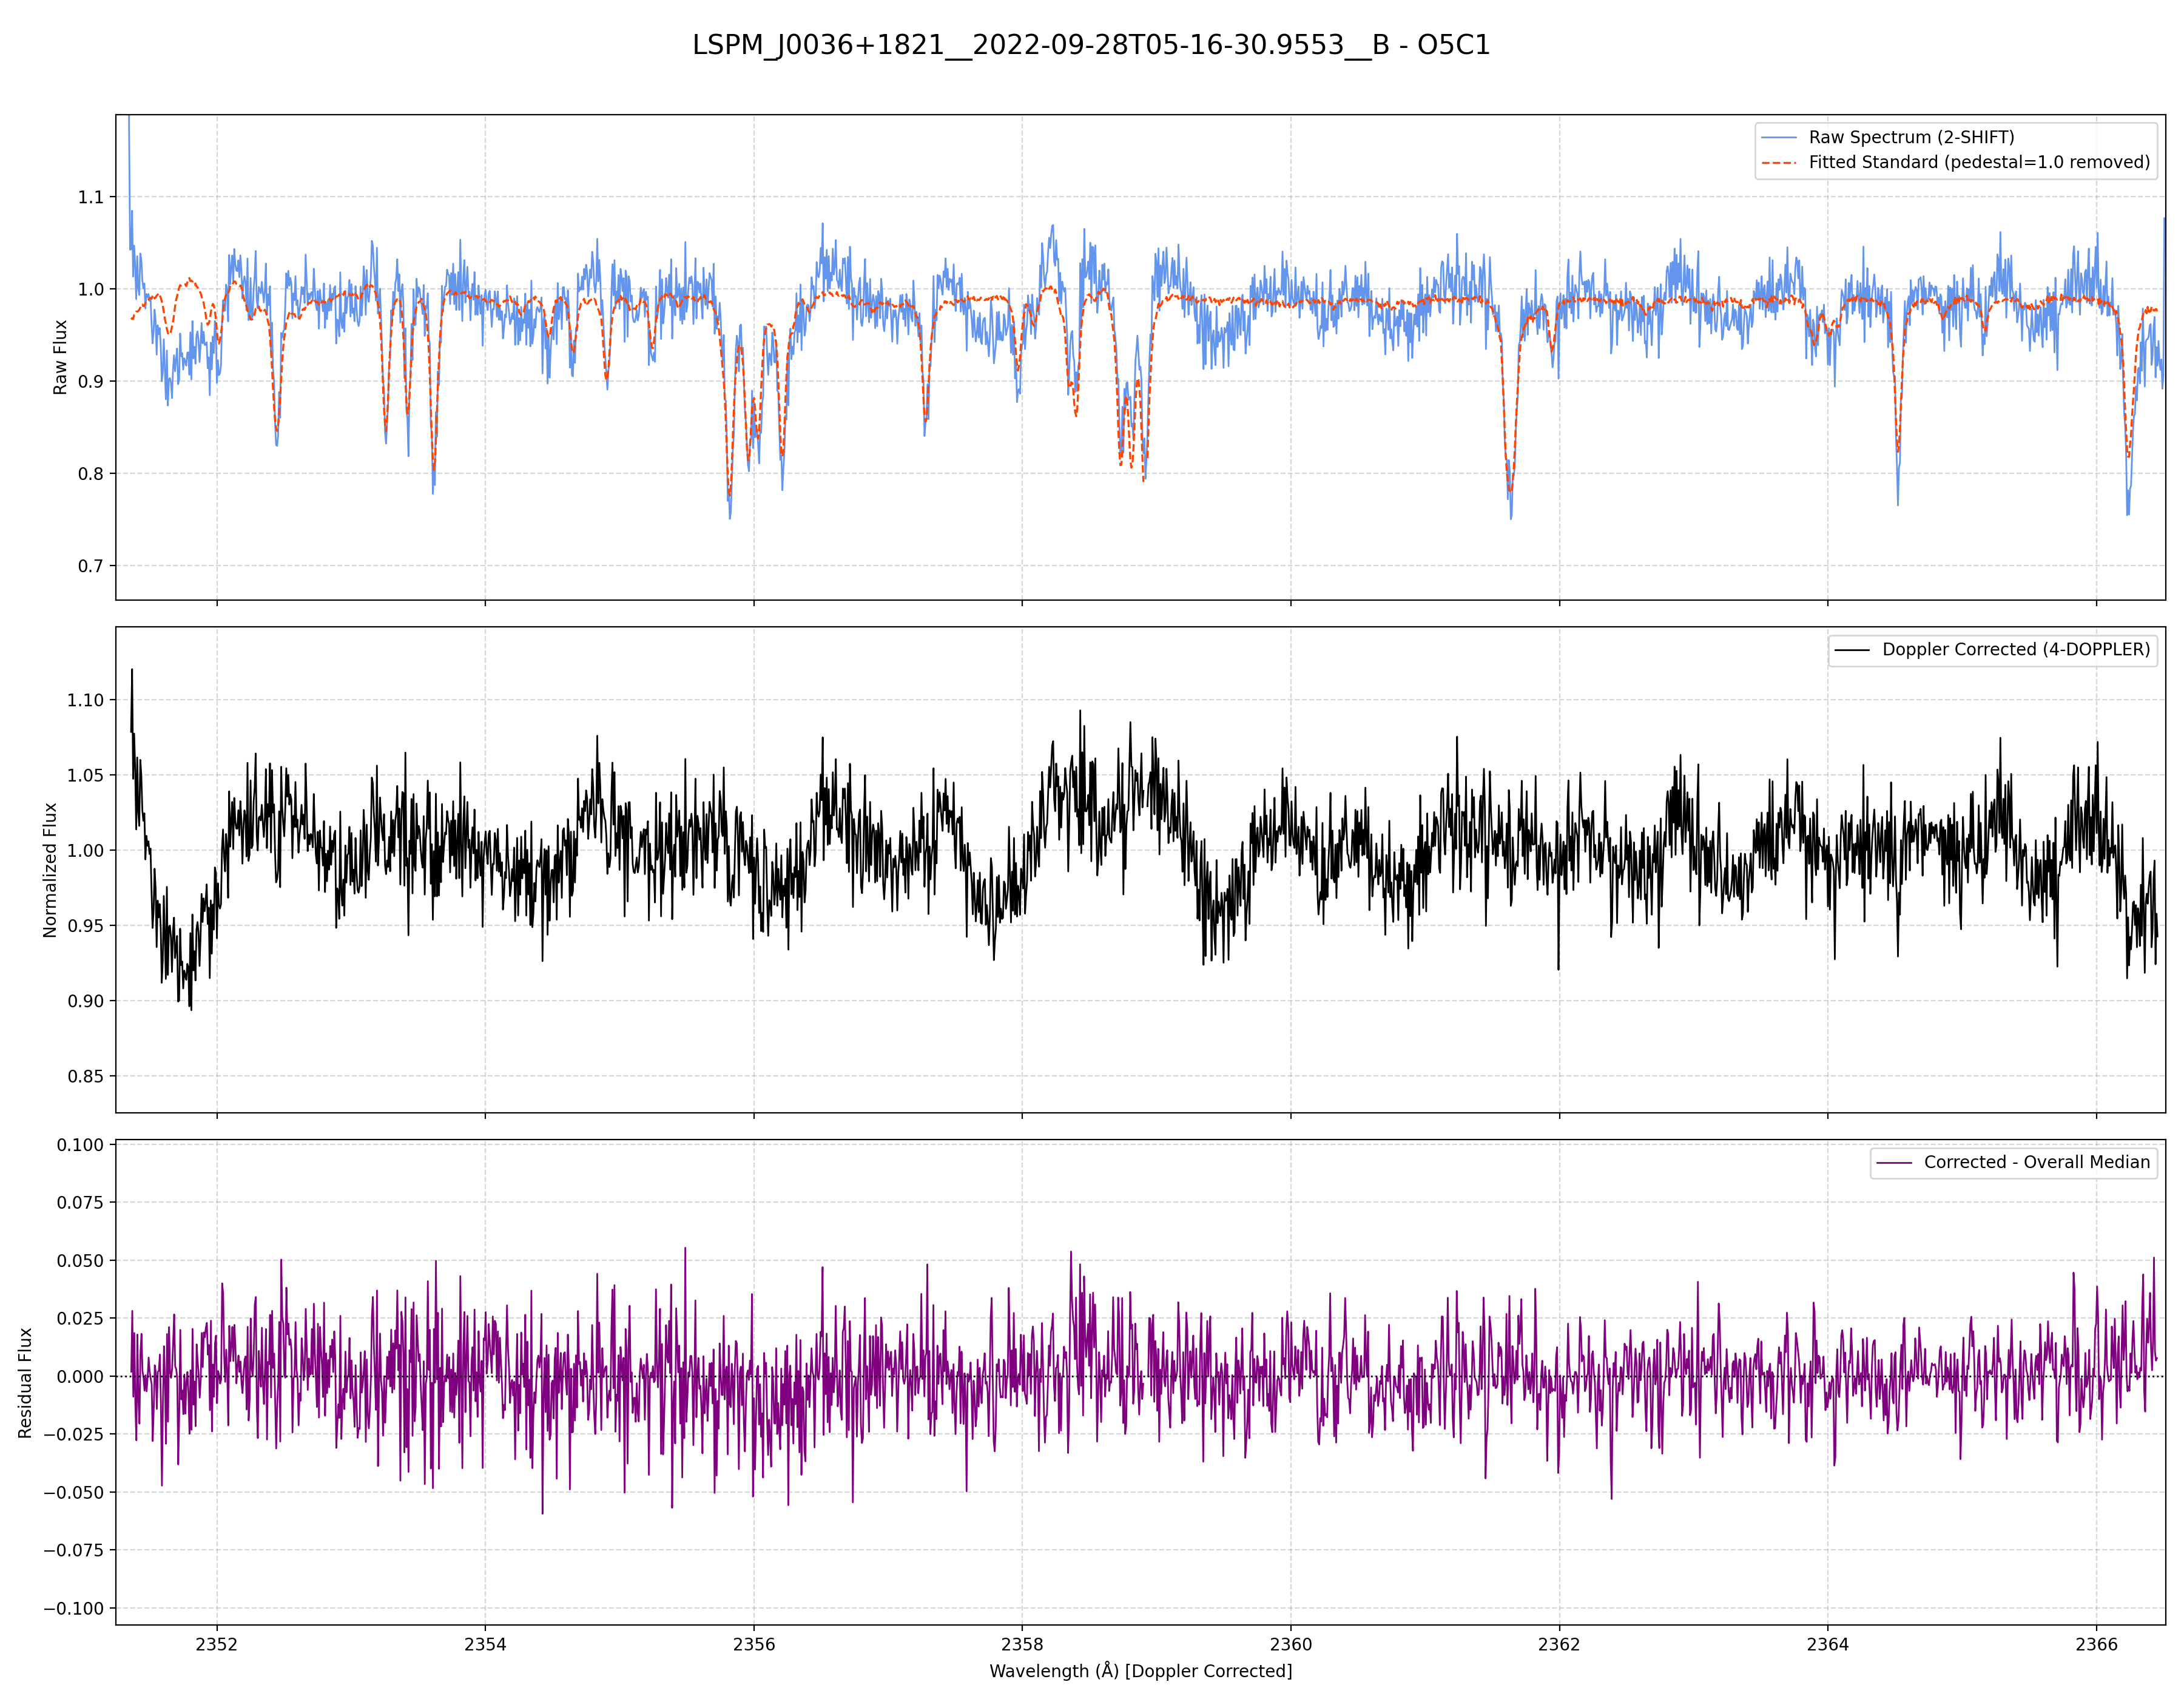 LSPM_J0036+1821__2022-09-28T05-16-30.9553__B - O5C1
Raw Spectrum (2-SHIFT)
Fitted Standard (pedestal=1.0 removed)
Raw Flux
1.1
1.0
0.9
0.8
0.7
Doppler Corrected (4-DOPPLER)
Normalized Flux
1.10
1.05
1.00
0.95
0.90
0.85
Corrected - Overall Median
Residual Flux
0.100
0.075
0.050
0.025
0.000
−0.025
−0.050
−0.075
−0.100
2352 2354 2356 2358 2360 2362 2364 2366
Wavelength (Å) [Doppler Corrected]